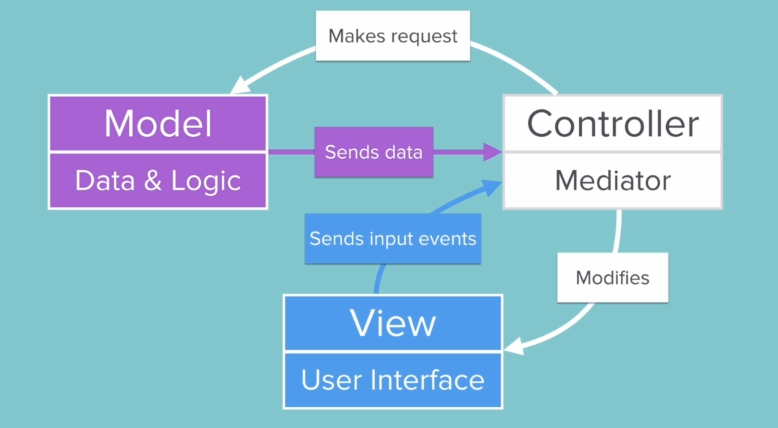 Makes request
Model
Data & Logic
Sends data
Controller
Mediator
Sends input events
Modifies
View
User Interface